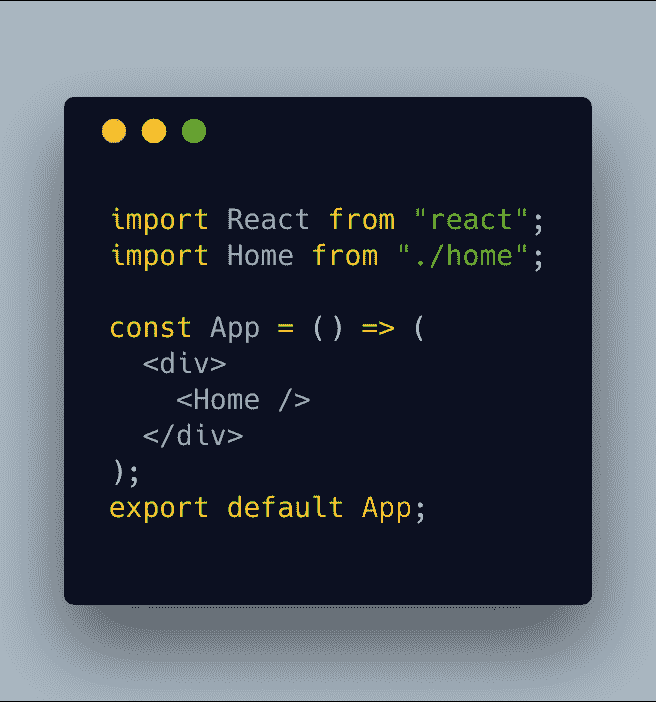 import React from "react";
import Home from "./home";

const App = () => (
  <div>
    <Home />
  </div>
);
export default App;